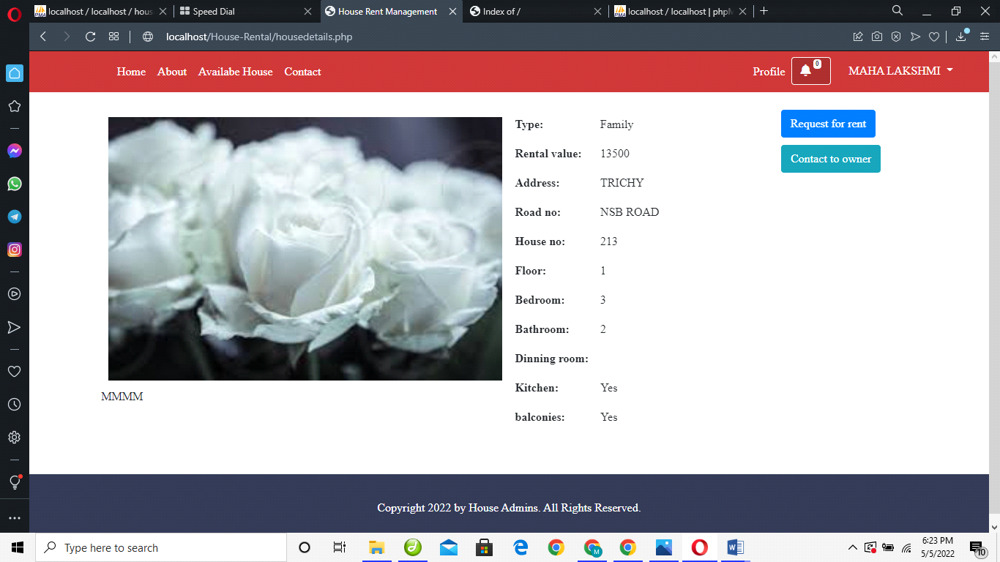 localhost / localhost / hous
Speed Dial
House Rent Management
Index of /
localhost / localhost | phpM
localhost/House-Rental/housedetails.php
Home About Availabe House Contact
Profile 0 MAHA LAKSHMI
Type: Family
Rental value: 13500
Address: TRICHY
Road no: NSB ROAD
House no: 213
Floor: 1
Bedroom: 3
Bathroom: 2
Dinning room:
Kitchen: Yes
balconies: Yes
Request for rent
Contact to owner
MMMM
Copyright 2022 by House Admins. All Rights Reserved.
Type here to search
6:23 PM
5/5/2022
10